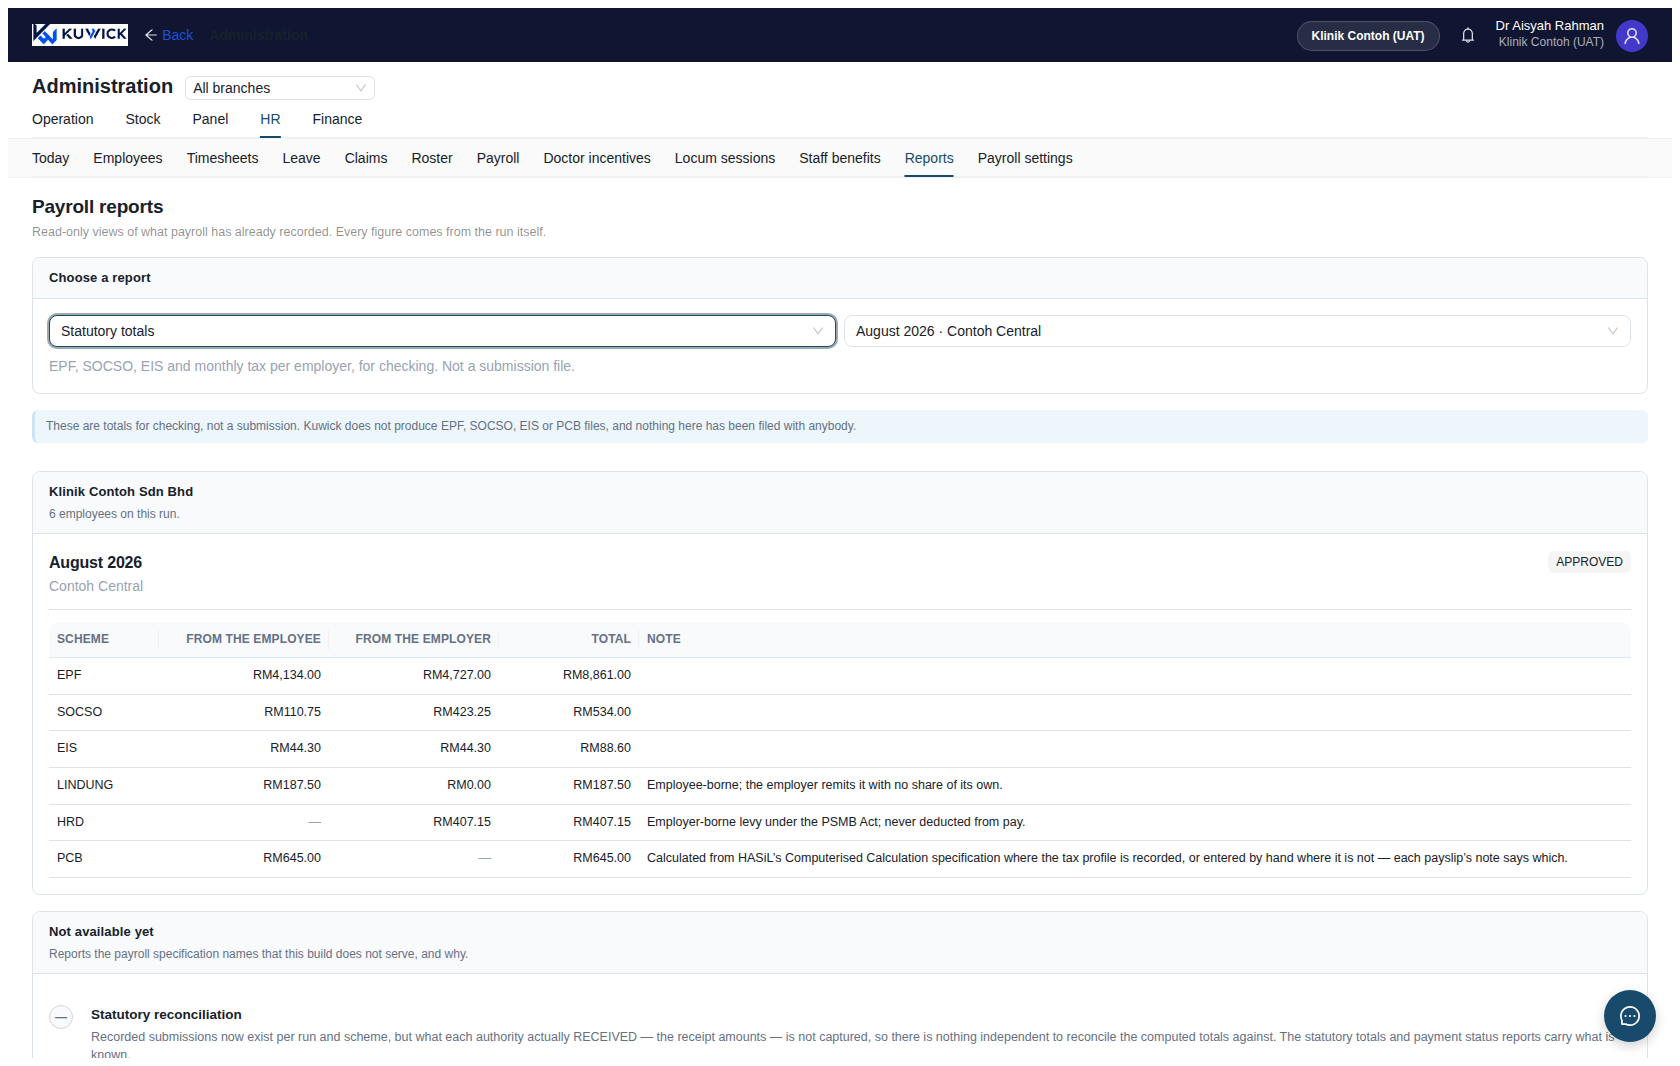 KUWICK
Back Administration
Klinik Contoh (UAT)
Dr Aisyah Rahman
Klinik Contoh (UAT)
Administration
All branches
Operation Stock Panel HR Finance
Today Employees Timesheets Leave Claims Roster Payroll Doctor incentives Locum sessions Staff benefits Reports Payroll settings
Payroll reports
Read-only views of what payroll has already recorded. Every figure comes from the run itself.
Choose a report
Statutory totals
August 2026 · Contoh Central
EPF, SOCSO, EIS and monthly tax per employer, for checking. Not a submission file.
These are totals for checking, not a submission. Kuwick does not produce EPF, SOCSO, EIS or PCB files, and nothing here has been filed with anybody.
Klinik Contoh Sdn Bhd
6 employees on this run.
August 2026
APPROVED
Contoh Central
SCHEME FROM THE EMPLOYEE FROM THE EMPLOYER TOTAL NOTE
EPF RM4,134.00 RM4,727.00 RM8,861.00
SOCSO RM110.75 RM423.25 RM534.00
EIS RM44.30 RM44.30 RM88.60
LINDUNG RM187.50 RM0.00 RM187.50 Employee-borne; the employer remits it with no share of its own.
HRD — RM407.15 RM407.15 Employer-borne levy under the PSMB Act; never deducted from pay.
PCB RM645.00 — RM645.00 Calculated from HASiL's Computerised Calculation specification where the tax profile is recorded, or entered by hand where it is not — each payslip's note says which.
Not available yet
Reports the payroll specification names that this build does not serve, and why.
Statutory reconciliation
Recorded submissions now exist per run and scheme, but what each authority actually RECEIVED — the receipt amounts — is not captured, so there is nothing independent to reconcile the computed totals against. The statutory totals and payment status reports carry what is
known.